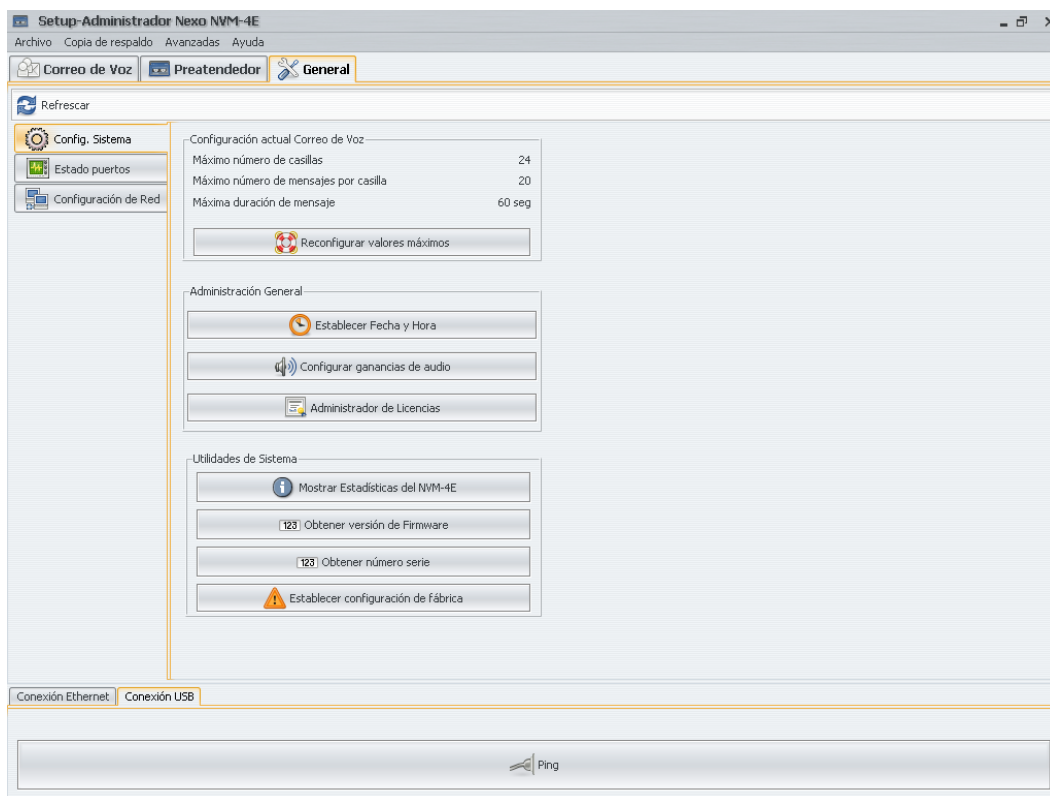 Setup-Administrador Nexo NVM-4E
Archivo Copia de respaldo Avanzadas Ayuda
Correo de Voz Preatendedor General
Refrescar
Config. Sistema
Estado puertos
Configuración de Red
Configuración actual Correo de Voz
Máximo número de casillas 24
Máximo número de mensajes por casilla 20
Máxima duración de mensaje 60 seg
Reconfigurar valores máximos
Administración General
Establecer Fecha y Hora
Configurar ganancias de audio
Administrador de Licencias
Utilidades de Sistema
Mostrar Estadísticas del NVM-4E
123 Obtener versión de Firmware
123 Obtener número serie
Establecer configuración de fábrica
Conexión Ethernet Conexión USB
Ping